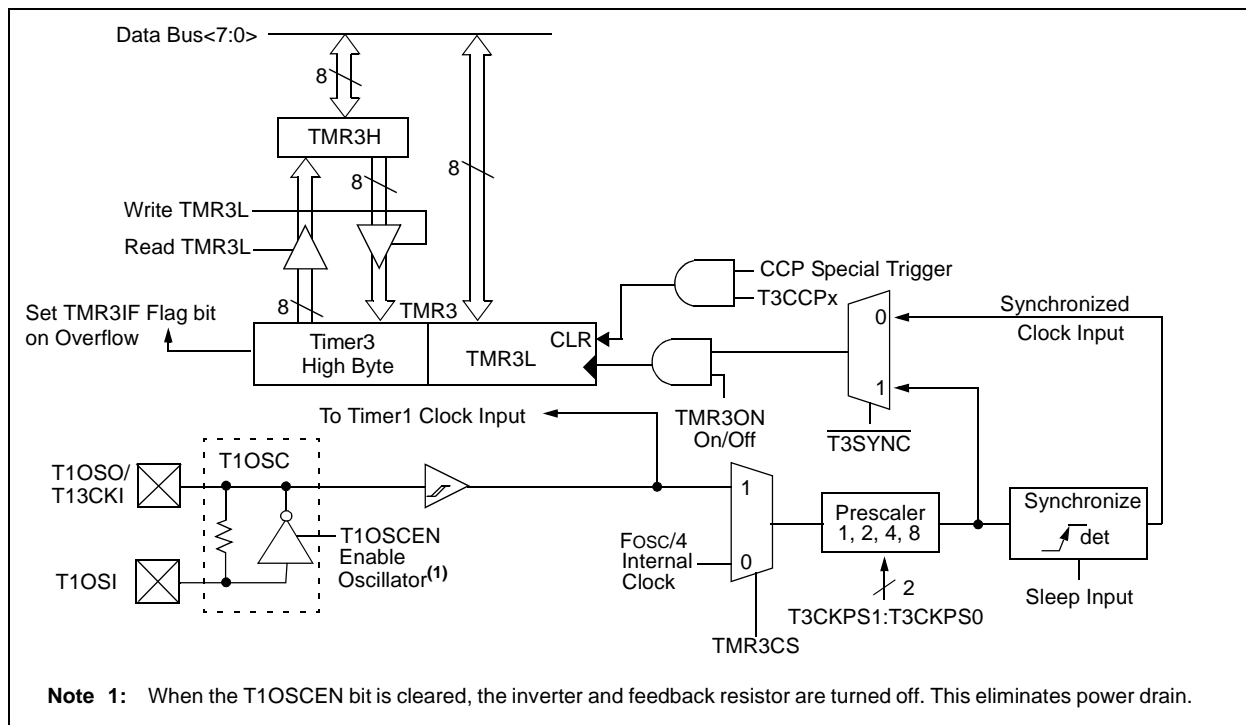 Data Bus<7:0>
8
TMR3H
8
8
Write TMR3L
Read TMR3L
8
TMR3
CCP Special Trigger
T3CCPx
Set TMR3IF Flag bit
on Overflow
Timer3
High Byte
TMR3L
CLR
0
1
Synchronized
Clock Input
To Timer1 Clock Input
TMR3ON
On/Off
T3SYNC
T1OSC
T1OSO/
T13CKI
T1OSI
T1OSCEN
Enable
Oscillator(1)
FOSC/4
Internal
Clock
1
0
TMR3CS
Prescaler
1, 2, 4, 8
2
T3CKPS1:T3CKPS0
Synchronize
det
Sleep Input
Note 1: When the T1OSCEN bit is cleared, the inverter and feedback resistor are turned off. This eliminates power drain.